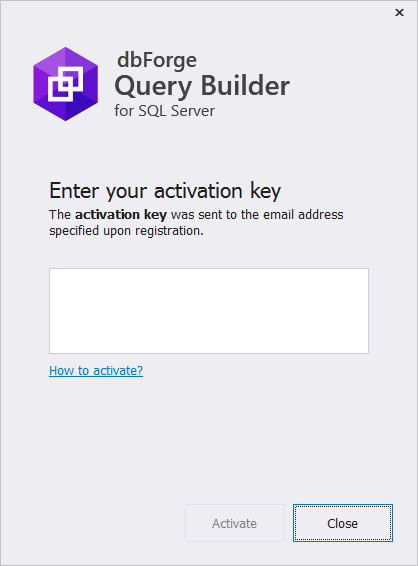 dbForge
Query Builder
for SQL Server
Enter your activation key
The activation key was sent to the email address
specified upon registration.
How to activate?
Activate
Close